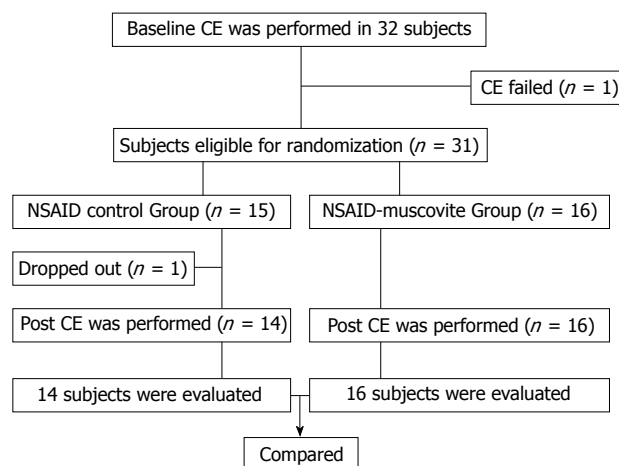 Baseline CE was performed in 32 subjects
CE failed (n = 1)
Subjects eligible for randomization (n = 31)
NSAID control Group (n = 15)
NSAID-muscovite Group (n = 16)
Dropped out (n = 1)
Post CE was performed (n = 14)
Post CE was performed (n = 16)
14 subjects were evaluated
16 subjects were evaluated
Compared